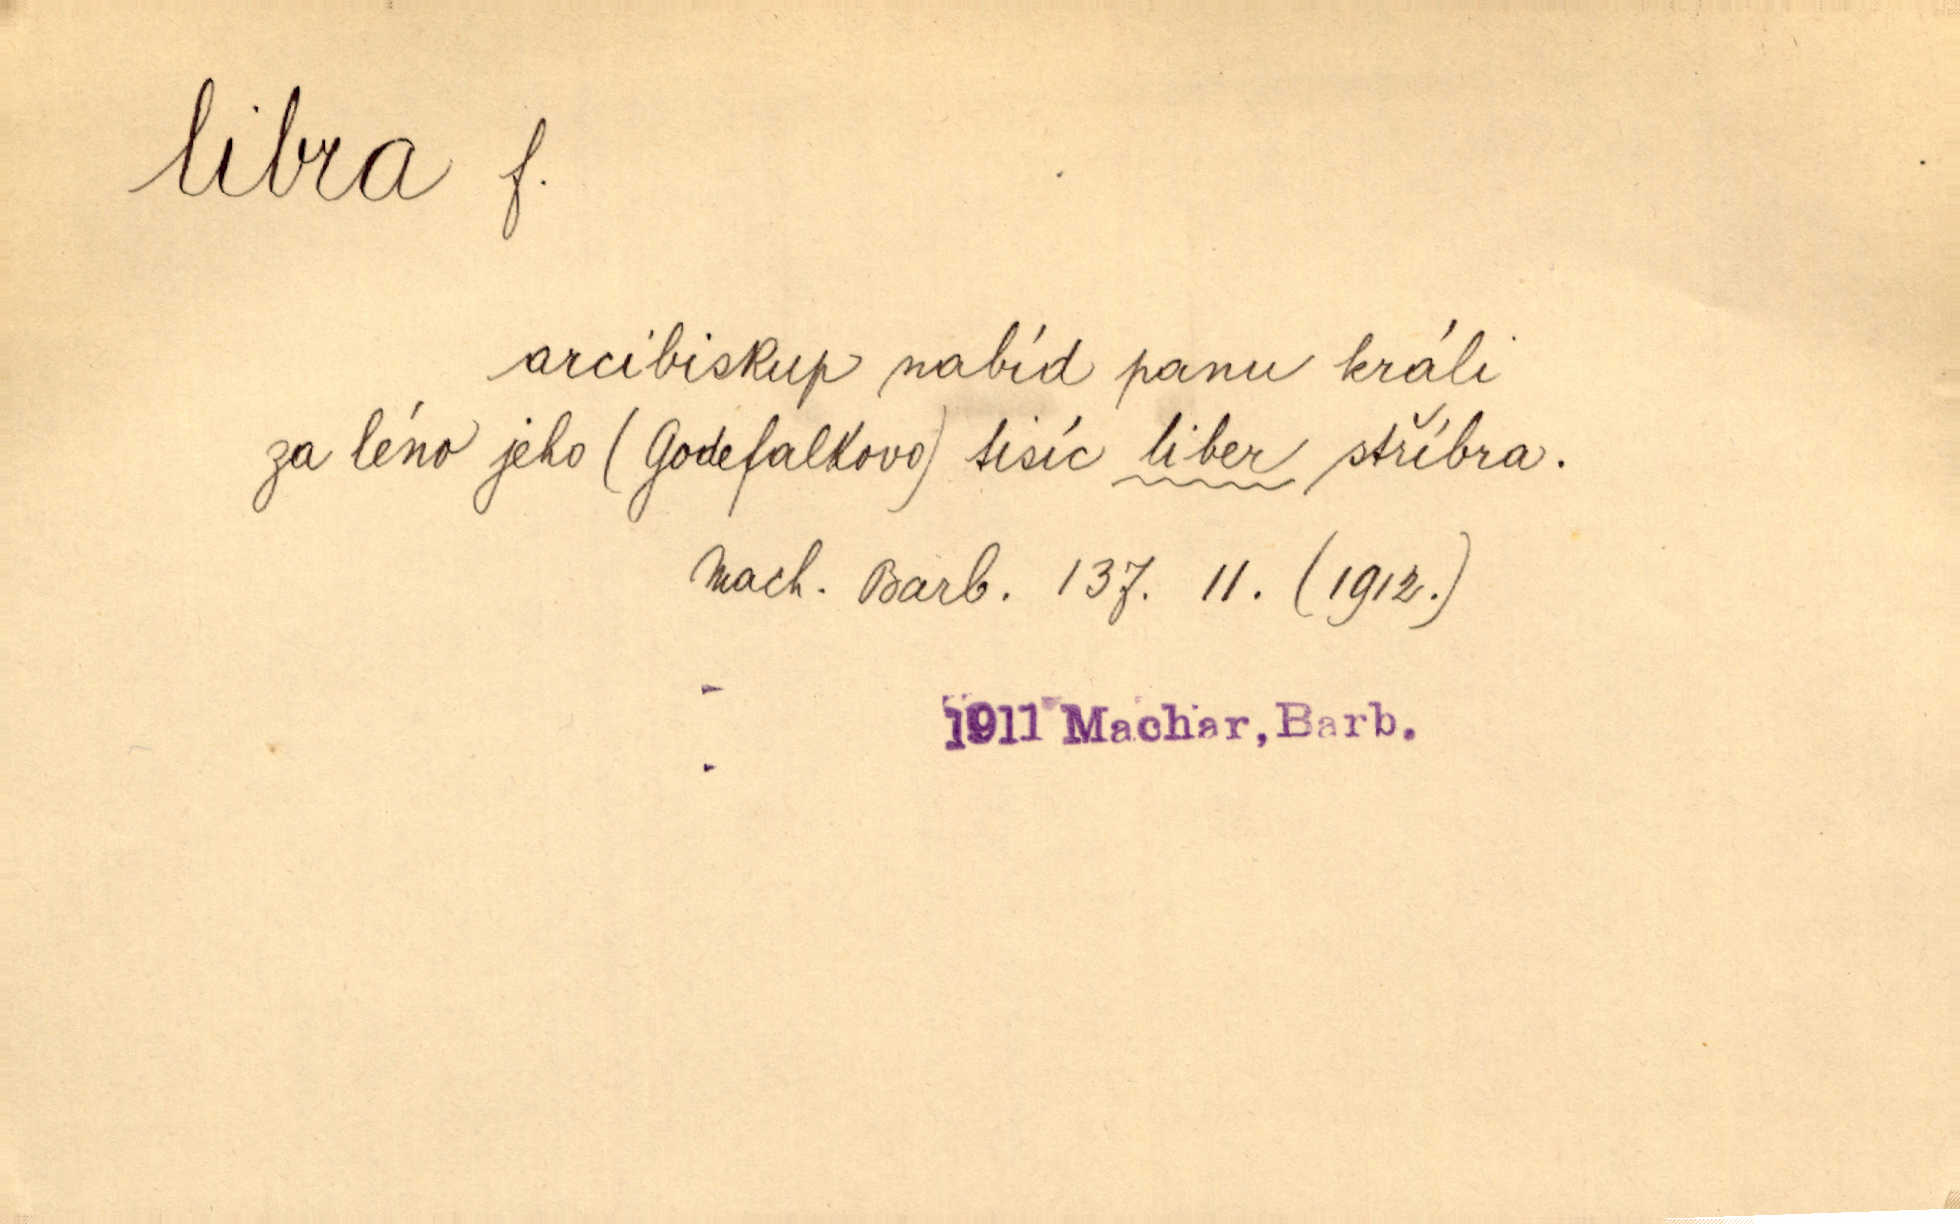 libra f.
arcibiskup nabíd panu králi
za léno jeho (Godefalkovo) tisíc liber stříbra.
Mach. Barb. 137. 11. (1912.)
1911 Machar, Barb.